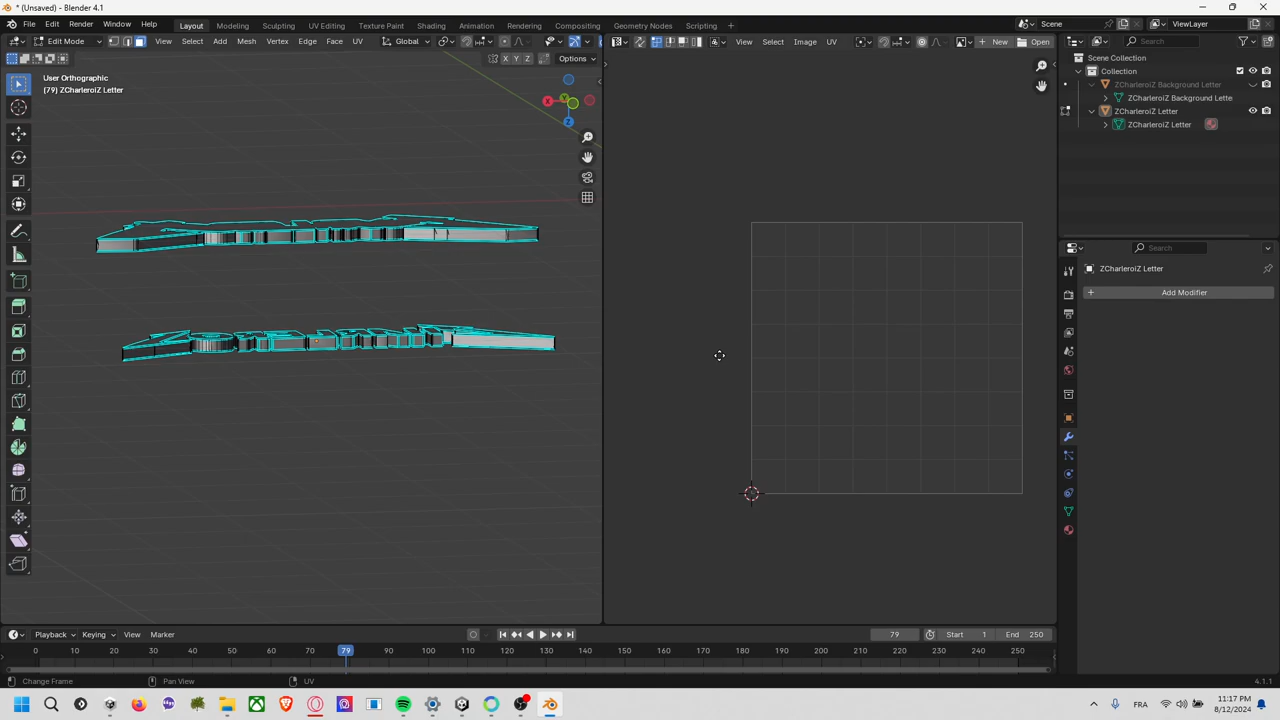 * (Unsaved) - Blender 4.1
File Edit Render Window Help Layout Modeling Sculpting UV Editing Texture Paint Shading Animation Rendering Compositing Geometry Nodes Scripting + Scene ViewLayer
Edit Mode View Select Add Mesh Vertex Edge Face UV Global View Select Image UV New Open Search
X Y Z Options
User Orthographic
(79) ZCharleroiZ Letter
Scene Collection
Collection
ZCharleroiZ Background Letter
ZCharleroiZ Background Lette
ZCharleroiZ Letter
ZCharleroiZ Letter
Search
ZCharleroiZ Letter
Add Modifier
X Y Z
Playback Keying View Marker 79 Start 1 End 250
0 10 20 30 40 50 60 70 79 90 100 110 120 130 140 150 160 170 180 190 200 210 220 230 240 250
Change Frame Pan View UV 4.1.1
FRA 11:17 PM
8/12/2024